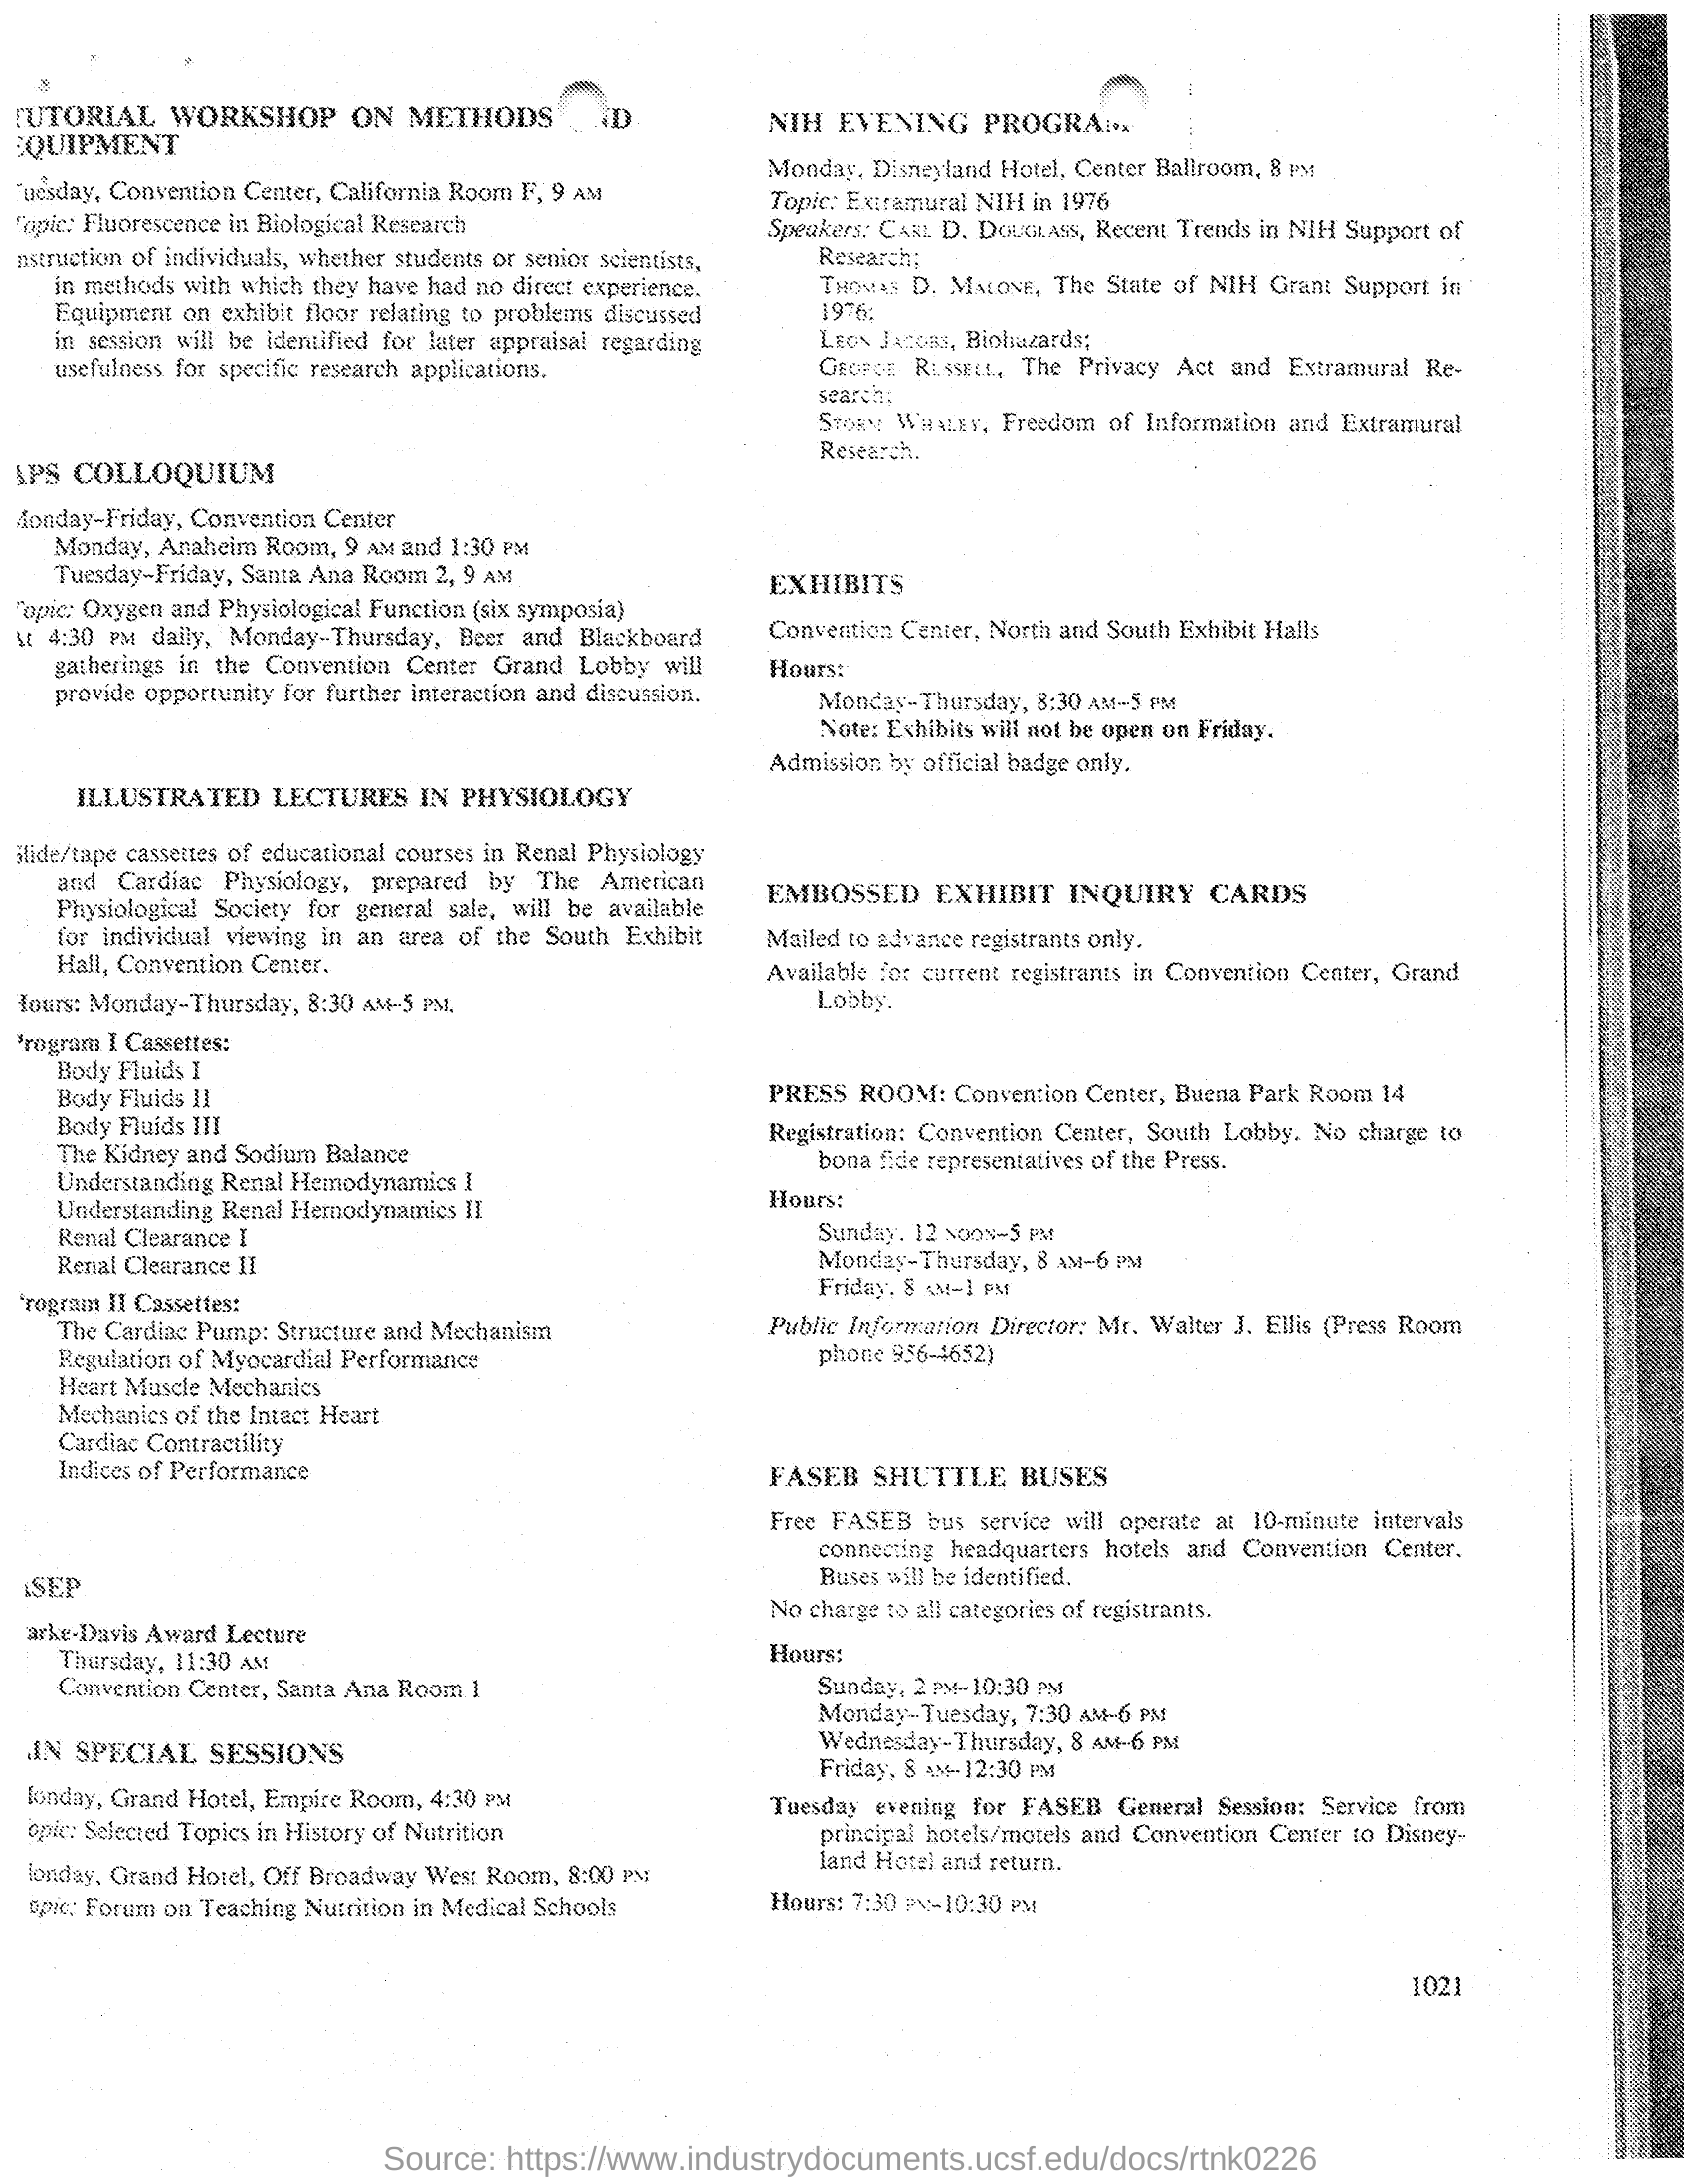 TUTORIAL WORKSHOP ON METHODS ND
EQUIPMENT
Tuesday, Convention Center, California Room F, 9 AM
Topic: Fluorescence in Biological Research
nstruction of individuals, whether students or senior scientists,
in methods with which they have had no direct experience.
Equipment on exhibit floor relating to problems discussed
in session will be identified for later appraisal regarding
usefulness for specific research applications.
APS COLLOQUIUM
Monday-Friday, Convention Center
Monday, Anaheim Room, 9 AM and 1:30 PM
Tuesday-Friday, Santa Ana Room 2, 9 AM
Topic: Oxygen and Physiological Function (six symposia)
At 4:30 PM daily, Monday-Thursday, Beer and Blackboard
gatherings in the Convention Center Grand Lobby will
provide opportunity for further interaction and discussion.
ILLUSTRATED LECTURES IN PHYSIOLOGY
Slide/tape cassettes of educational courses in Renal Physiology
and Cardiac Physiology, prepared by The American
Physiological Society for general sale, will be available
for individual viewing in an area of the South Exhibit
Hall, Convention Center.
Hours: Monday-Thursday, 8:30 AM-5 PM.
Program I Cassettes:
Body Fluids I
Body Fluids II
Body Fluids III
The Kidney and Sodium Balance
Understanding Renal Hemodynamics I
Understanding Renal Hemodynamics II
Renal Clearance I
Renal Clearance II
Program II Cassettes:
The Cardiac Pump: Structure and Mechanism
Regulation of Myocardial Performance
Heart Muscle Mechanics
Mechanics of the Intact Heart
Cardiac Contractility
Indices of Performance
SEP
arke-Davis Award Lecture
Thursday, 11:30 AM
Convention Center, Santa Ana Room 1
IN SPECIAL SESSIONS
onday, Grand Hotel, Empire Room, 4:30 PM
opic: Selected Topics in History of Nutrition
onday, Grand Hotel, Off Broadway West Room, 8:00 PM
opic: Forum on Teaching Nutrition in Medical Schools
NIH EVENING PROGRA
Monday, Disneyland Hotel, Center Ballroom, 8 PM
Topic: Extramural NIH in 1976
Speakers: CARL D. DOUGLASS, Recent Trends in NIH Support of
Research;
THOMAS D. MALONE, The State of NIH Grant Support in
1976;
LEON JACOBS, Biohazards;
GEORGE RUSSELL, The Privacy Act and Extramural Re-
search;
STORM WHALEY, Freedom of Information and Extramural
Research.
EXHIBITS
Convention Center, North and South Exhibit Halls
Hours:
Monday-Thursday, 8:30 AM-5 PM
Note: Exhibits will not be open on Friday.
Admission by official badge only.
EMBOSSED EXHIBIT INQUIRY CARDS
Mailed to advance registrants only.
Available for current registrants in Convention Center, Grand
Lobby.
PRESS ROOM: Convention Center, Buena Park Room 14
Registration: Convention Center, South Lobby. No charge to
bona fide representatives of the Press.
Hours:
Sunday, 12 NOON-5 PM
Monday-Thursday, 8 AM-6 PM
Friday, 8 AM-1 PM
Public Information Director: Mr. Walter J. Ellis (Press Room
phone 956-4652)
FASEB SHUTTLE BUSES
Free FASEB bus service will operate at 10-minute intervals
connecting headquarters hotels and Convention Center.
Buses will be identified.
No charge to all categories of registrants.
Hours:
Sunday, 2 PM-10:30 PM
Monday-Tuesday, 7:30 AM-6 PM
Wednesday-Thursday, 8 AM-6 PM
Friday, 8 AM-12:30 PM
Tuesday evening for FASEB General Session: Service from
principal hotels/motels and Convention Center to Disney-
land Hotel and return.
Hours: 7:30 PM-10:30 PM
1021
Source: https://www.industrydocuments.ucsf.edu/docs/rtnk0226